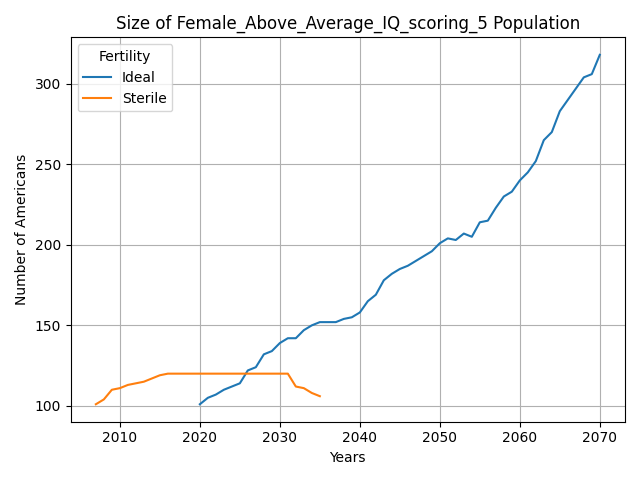 Size of Female_Above_Average_IQ_scoring_5 Population
Fertility
Ideal
Sterile
Number of Americans
300
250
200
150
100
2010
2020
2030
2040
2050
2060
2070
Years